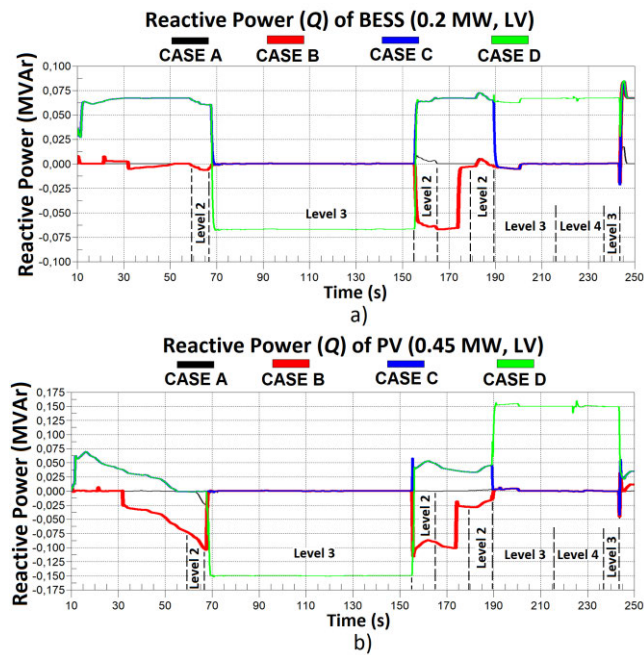 Reactive Power (Q) of BESS (0.2 MW, LV)
CASE A CASE B CASE C CASE D
Reactive Power (MVAr)
0,100
0,075
0,050
0,025
0,000
-0,025
-0,050
-0,075
-0,100
Level 2
Level 3
Level 2
Level 2
Level 3
Level 4
Level 3
10 30 50 70 90 110 130 150 170 190 210 230 250
Time (s)
a)
Reactive Power (Q) of PV (0.45 MW, LV)
CASE A CASE B CASE C CASE D
Reactive Power (MVAr)
0,175
0,150
0,125
0,100
0,075
0,050
0,025
0,000
-0,025
-0,050
-0,075
-0,100
-0,125
-0,150
-0,175
Level 2
Level 3
Level 2
Level 2
Level 3
Level 4
Level 3
10 30 50 70 90 110 130 150 170 190 210 230 250
Time (s)
b)